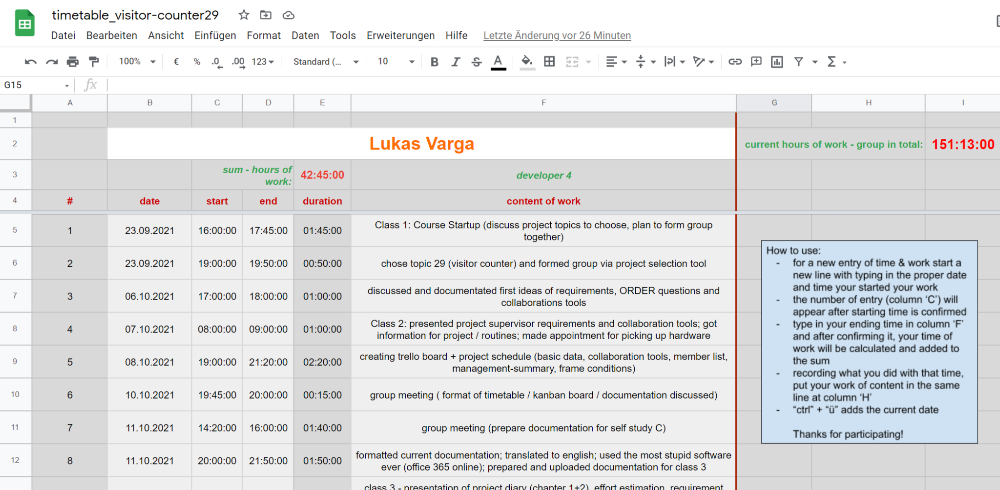 timetable_visitor-counter29
Datei Bearbeiten Ansicht Einfügen Format Daten Tools Erweiterungen Hilfe Letzte Änderung vor 26 Minuten
100% € % .0 .00 123 Standard (... 10 B I S A
G15 fx
A B C D E F G H I
1
2 Lukas Varga current hours of work - group in total: 151:13:00
3 sum - hours of
work: 42:45:00 developer 4
4 # date start end duration content of work
5 1 23.09.2021 16:00:00 17:45:00 01:45:00 Class 1: Course Startup (discuss project topics to choose, plan to form group
together)
6 2 23.09.2021 19:00:00 19:50:00 00:50:00 chose topic 29 (visitor counter) and formed group via project selection tool
7 3 06.10.2021 17:00:00 18:00:00 01:00:00 discussed and documentated first ideas of requirements, ORDER questions and
collaborations tools
8 4 07.10.2021 08:00:00 09:00:00 01:00:00 Class 2: presented project supervisor requirements and collaboration tools; got
information for project / routines; made appointment for picking up hardware
9 5 08.10.2021 19:00:00 21:20:00 02:20:00 creating trello board + project schedule (basic data, collaboration tools, member list,
management-summary, frame conditions)
10 6 10.10.2021 19:45:00 20:00:00 00:15:00 group meeting ( format of timetable / kanban board / documentation discussed)
11 7 11.10.2021 14:20:00 16:00:00 01:40:00 group meeting (prepare documentation for self study C)
12 8 11.10.2021 20:00:00 21:50:00 01:50:00 formatted current documentation; translated to english; used the most stupid software
ever (office 365 online); prepared and uploaded documentation for class 3
class 3 - presentation of project diary (chapter 1+2), effort estimation, requirement
How to use:
- for a new entry of time & work start a
new line with typing in the proper date
and time your started your work
- the number of entry (column ‘C’) will
appear after starting time is confirmed
- type in your ending time in column ‘F’
and after confirming it, your time of
work will be calculated and added to
the sum
- recording what you did with that time,
put your work of content in the same
line at column ‘H’
- “ctrl” + “ü” adds the current date
Thanks for participating!